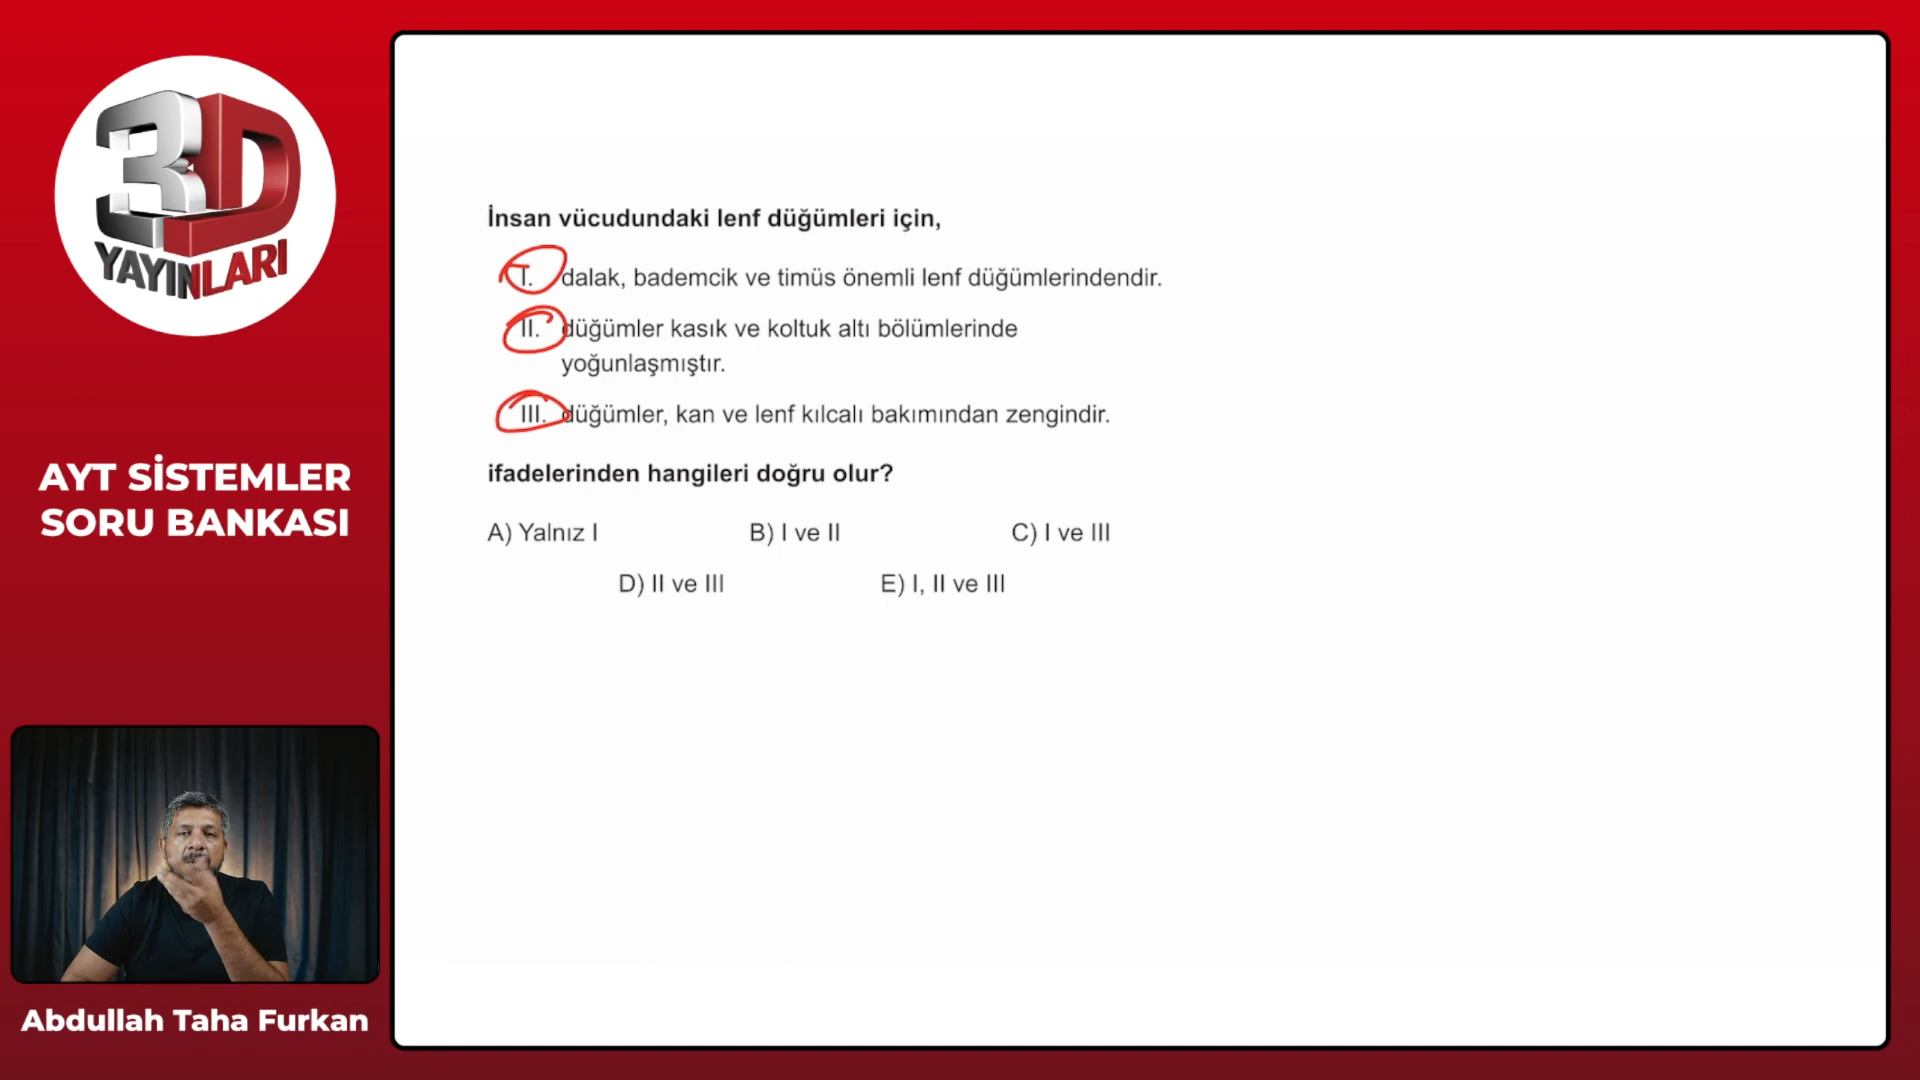 3D
YAYINLARI
AYT SİSTEMLER
SORU BANKASI
Abdullah Taha Furkan
İnsan vücudundaki lenf düğümleri için,
I. dalak, bademcik ve timüs önemli lenf düğümlerindendir.
II. düğümler kasık ve koltuk altı bölümlerinde
yoğunlaşmıştır.
III. düğümler, kan ve lenf kılcalı bakımından zengindir.
ifadelerinden hangileri doğru olur?
A) Yalnız I B) I ve II C) I ve III
D) II ve III E) I, II ve III